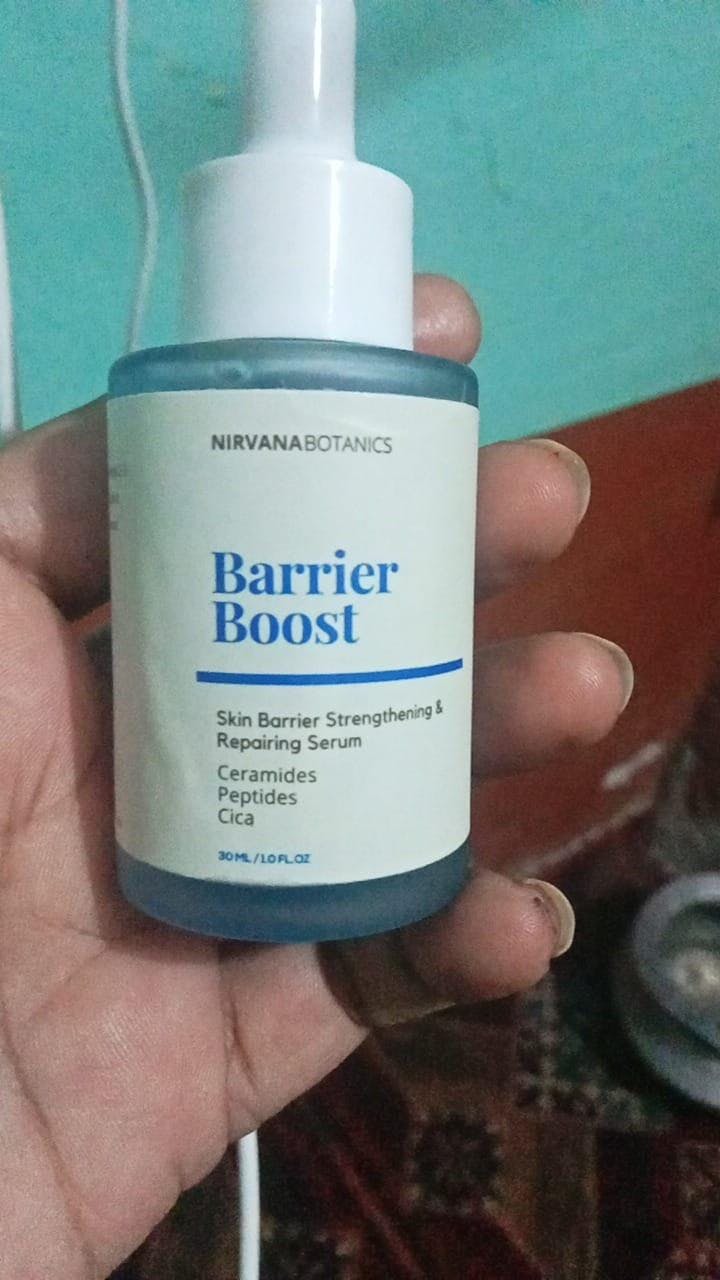 NIRVANABOTANICS
Barrier
Boost
Skin Barrier Strengthening &
Repairing Serum
Ceramides
Peptides
Cica
30 ML / 1.0 FL.OZ